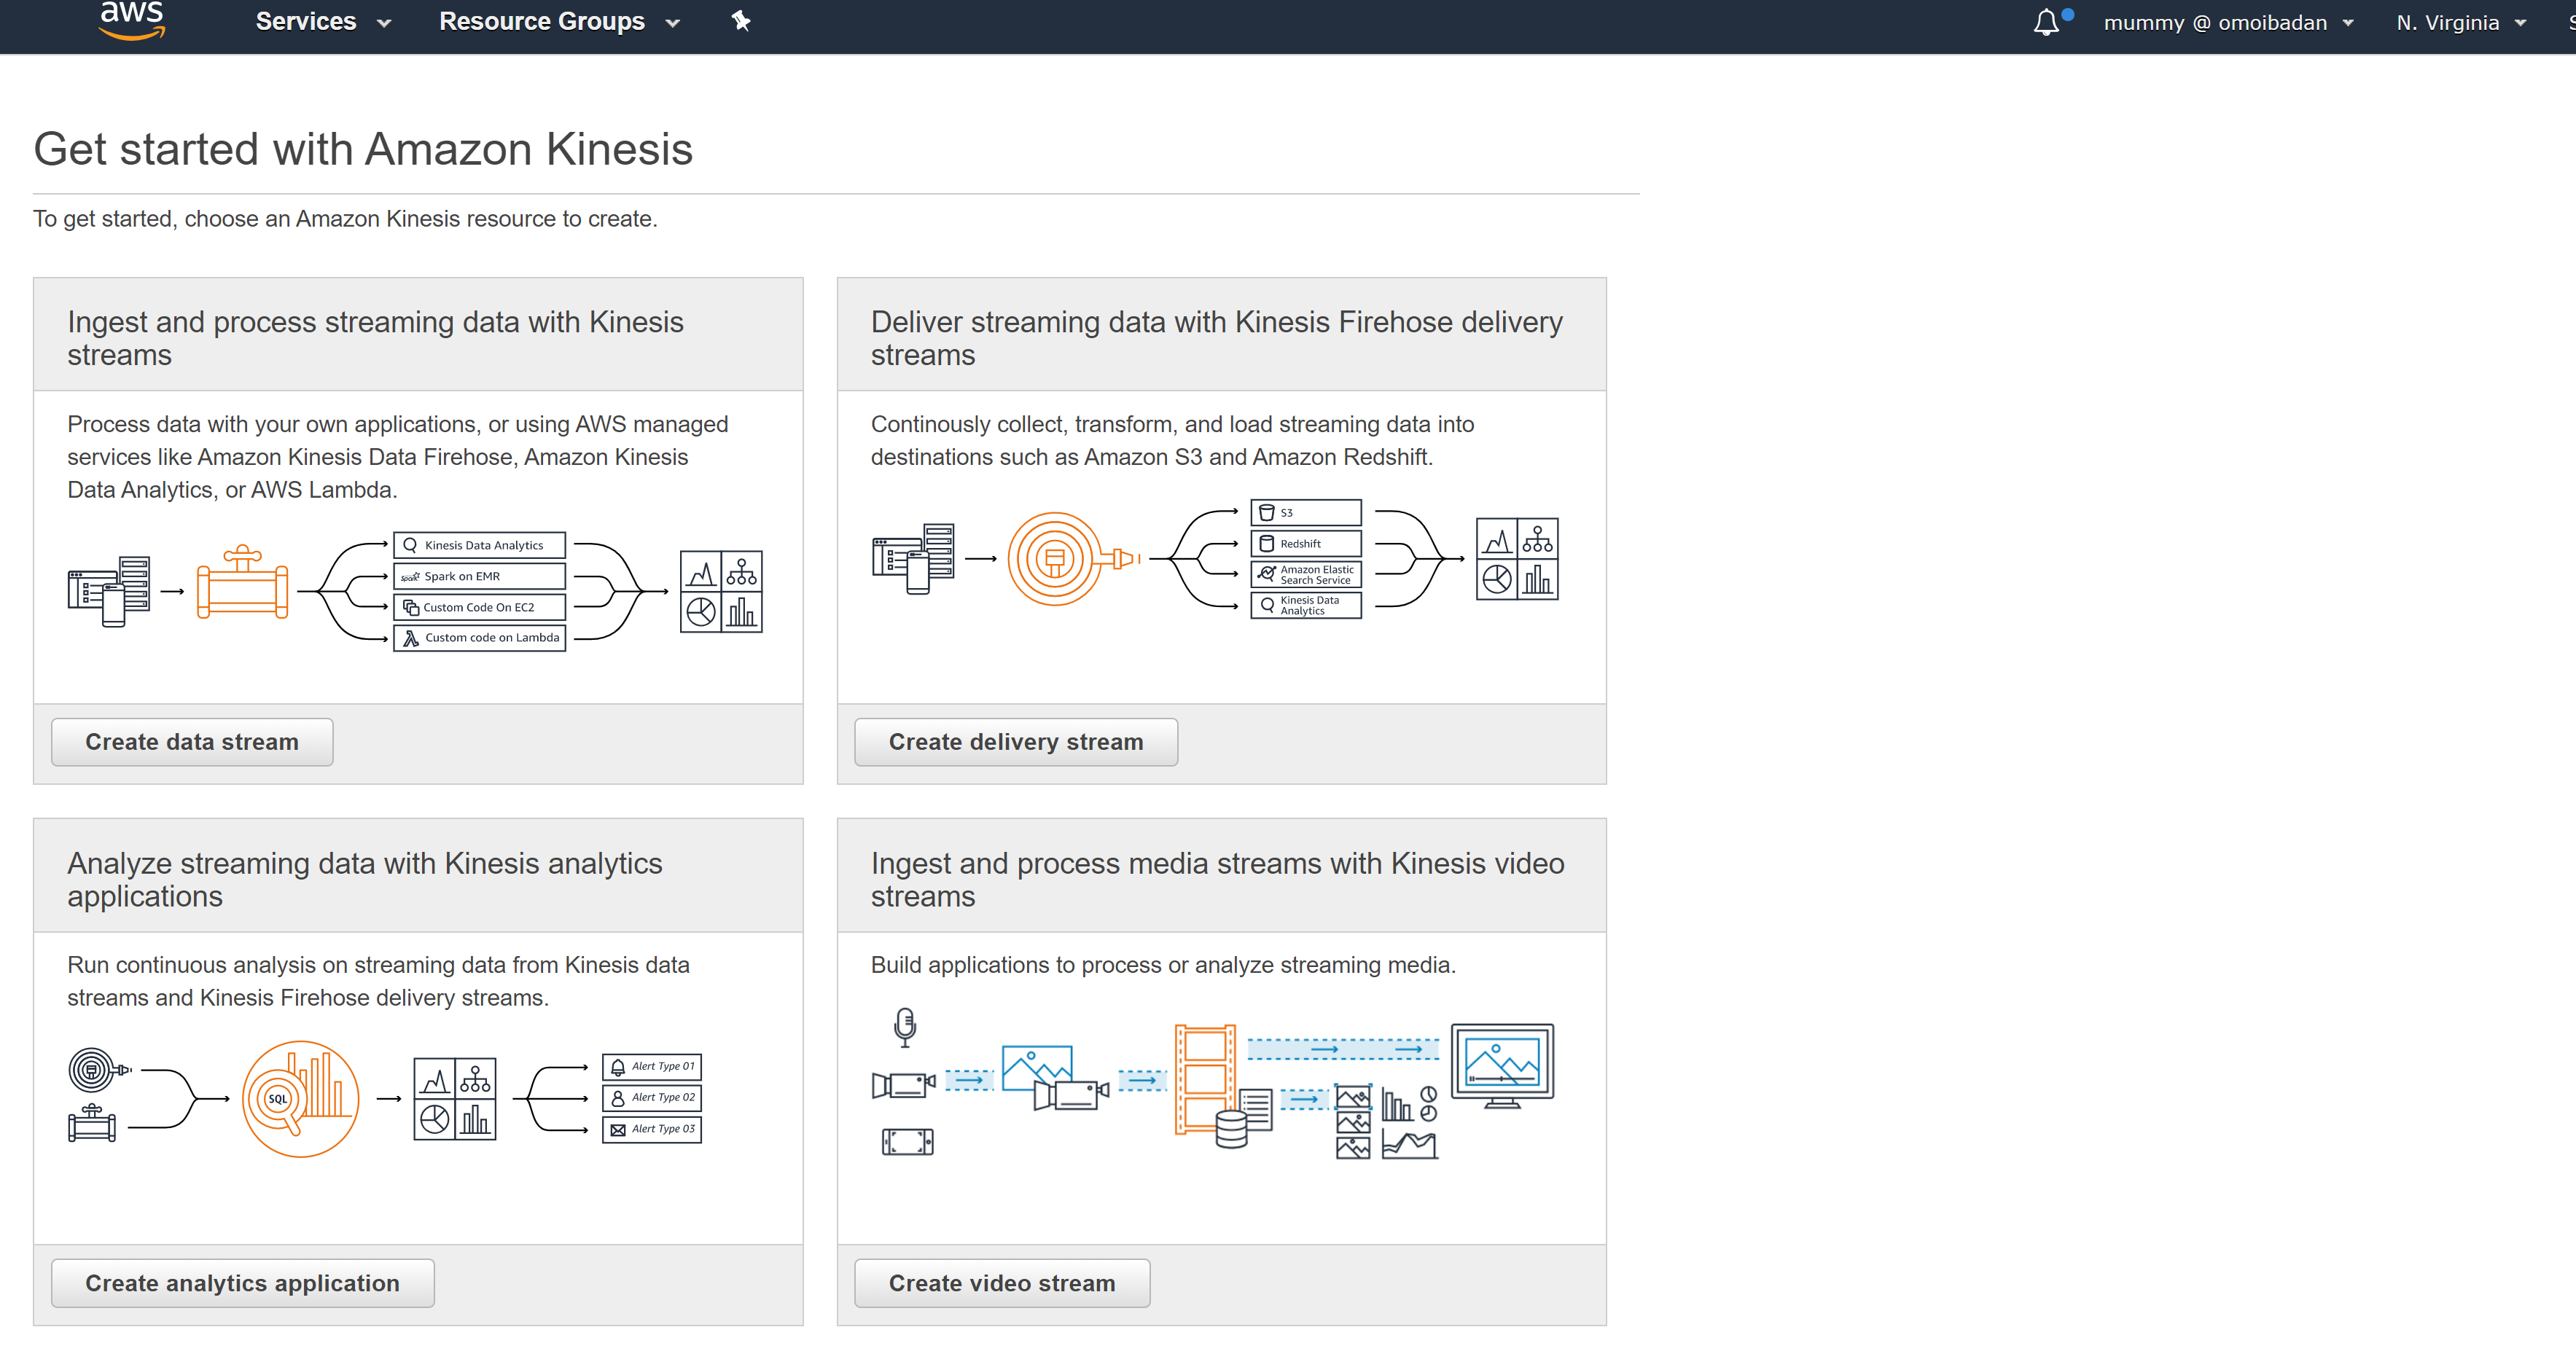 aws
Services
Resource Groups
mummy @ omoibadan
N. Virginia
Get started with Amazon Kinesis
To get started, choose an Amazon Kinesis resource to create.
Ingest and process streaming data with Kinesis
streams
Process data with your own applications, or using AWS managed
services like Amazon Kinesis Data Firehose, Amazon Kinesis
Data Analytics, or AWS Lambda.
Kinesis Data Analytics
Spark Spark on EMR
Custom Code On EC2
Custom code on Lambda
Create data stream
Deliver streaming data with Kinesis Firehose delivery
streams
Continously collect, transform, and load streaming data into
destinations such as Amazon S3 and Amazon Redshift.
S3
Redshift
Amazon Elastic
Search Service
Kinesis Data
Analytics
Create delivery stream
Analyze streaming data with Kinesis analytics
applications
Run continuous analysis on streaming data from Kinesis data
streams and Kinesis Firehose delivery streams.
SQL
Alert Type 01
Alert Type 02
Alert Type 03
Create analytics application
Ingest and process media streams with Kinesis video
streams
Build applications to process or analyze streaming media.
Create video stream